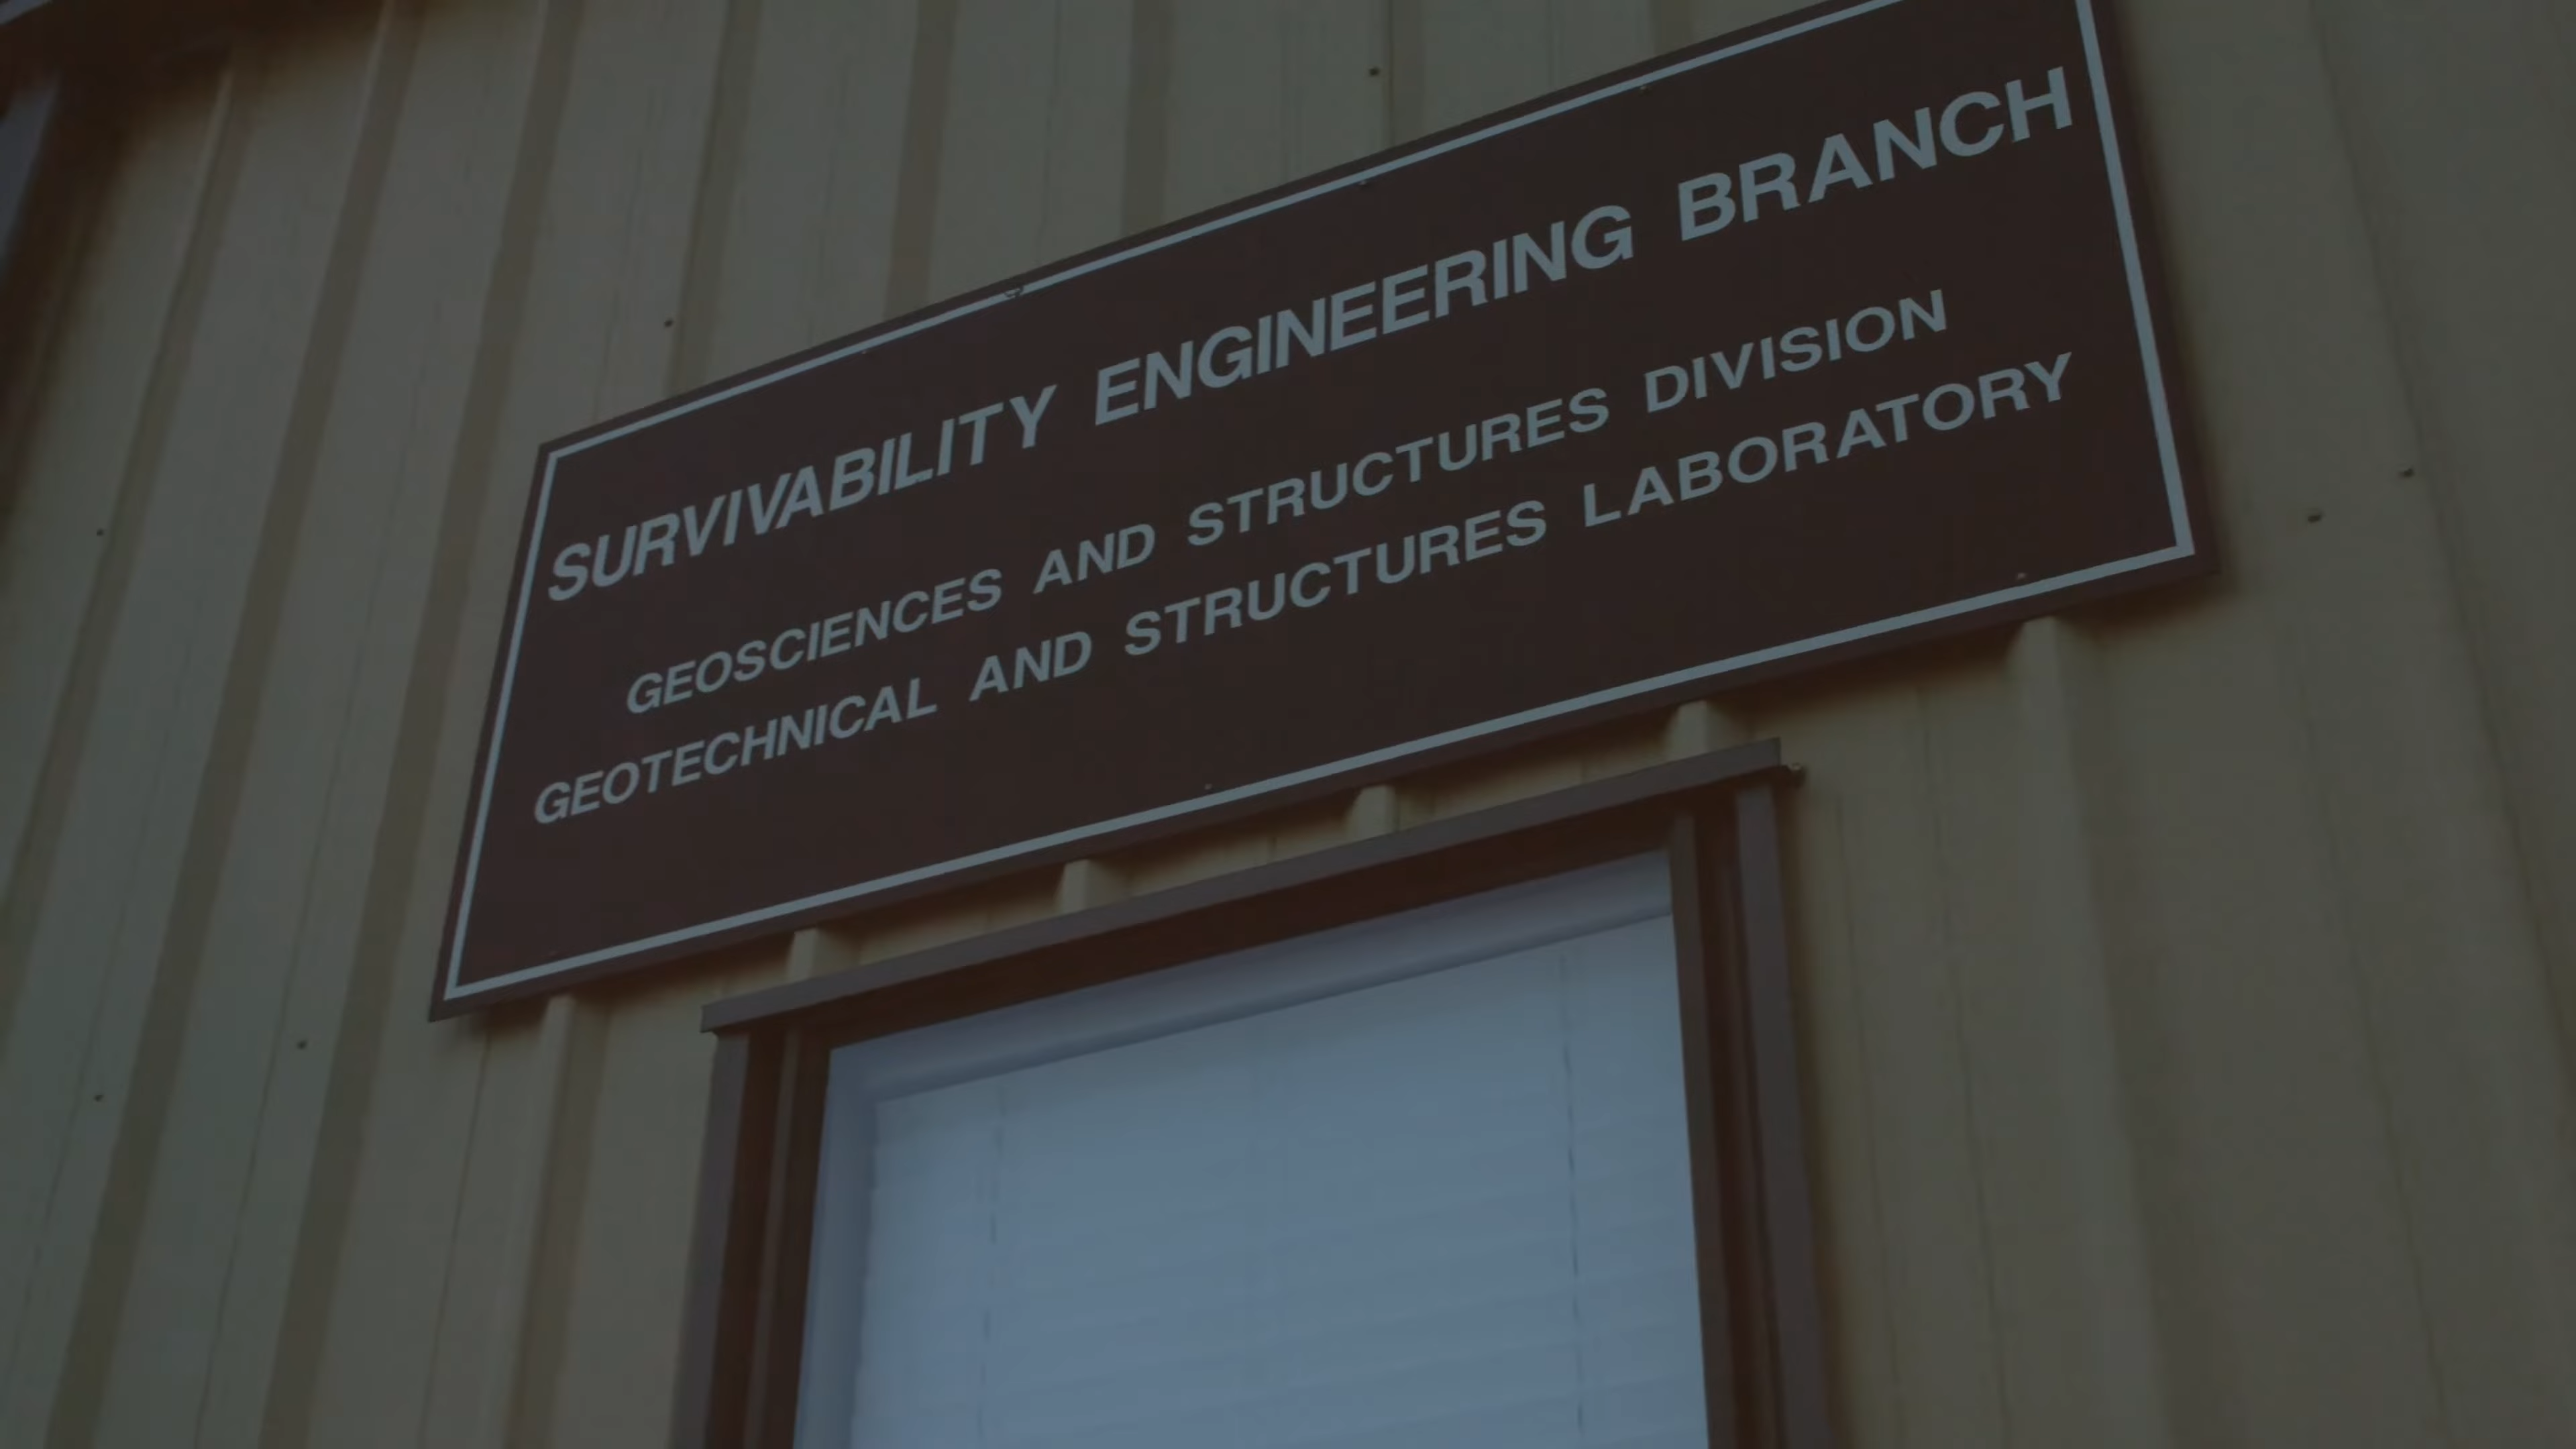 SURVIVABILITY ENGINEERING BRANCH
GEOSCIENCES AND STRUCTURES DIVISION
GEOTECHNICAL AND STRUCTURES LABORATORY